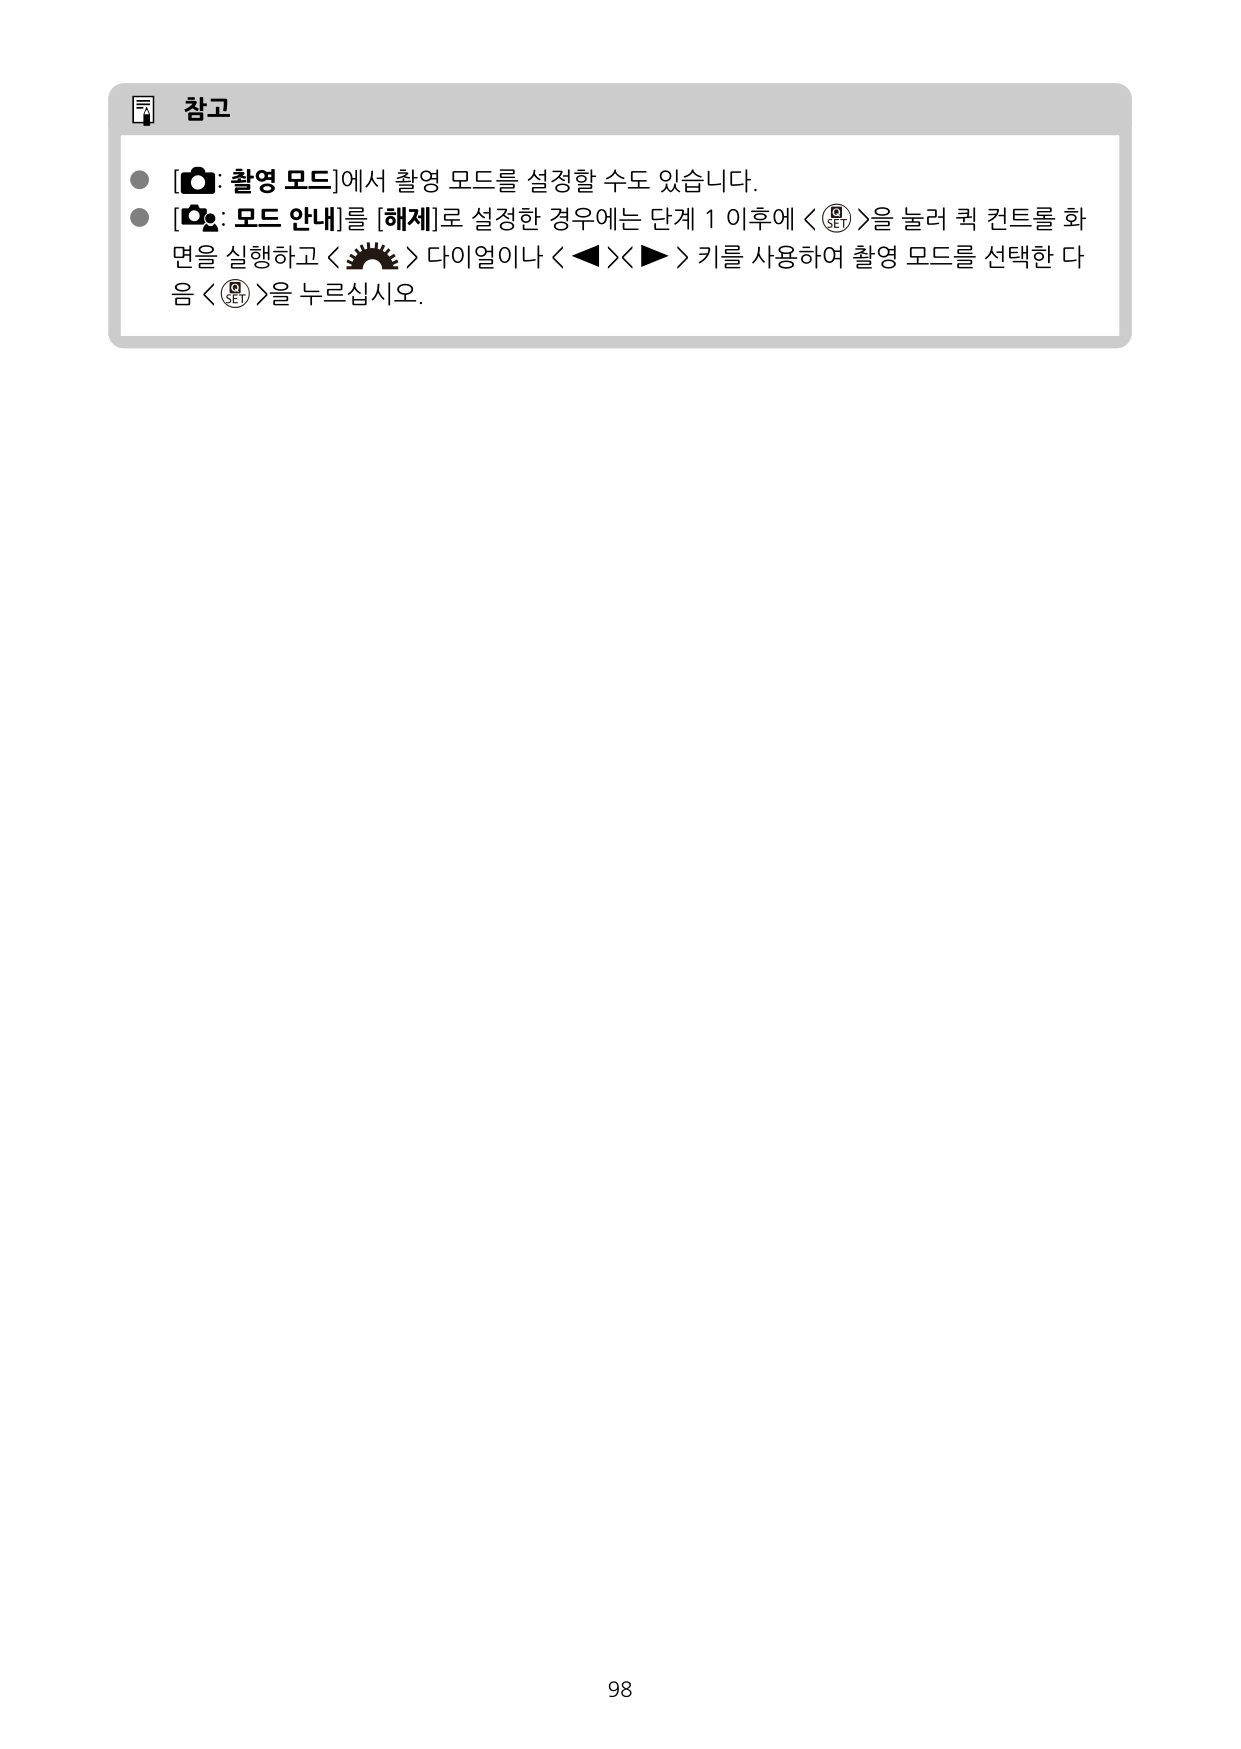 참고
[: 촬영 모드]에서 촬영 모드를 설정할 수도 있습니다.
[: 모드 안내]를 [해제]로 설정한 경우에는 단계 1 이후에 < Q SET >을 눌러 퀵 컨트롤 화
면을 실행하고 < > 다이얼이나 < ◀ >< ▶ > 키를 사용하여 촬영 모드를 선택한 다
음 < Q SET >을 누르십시오.
98